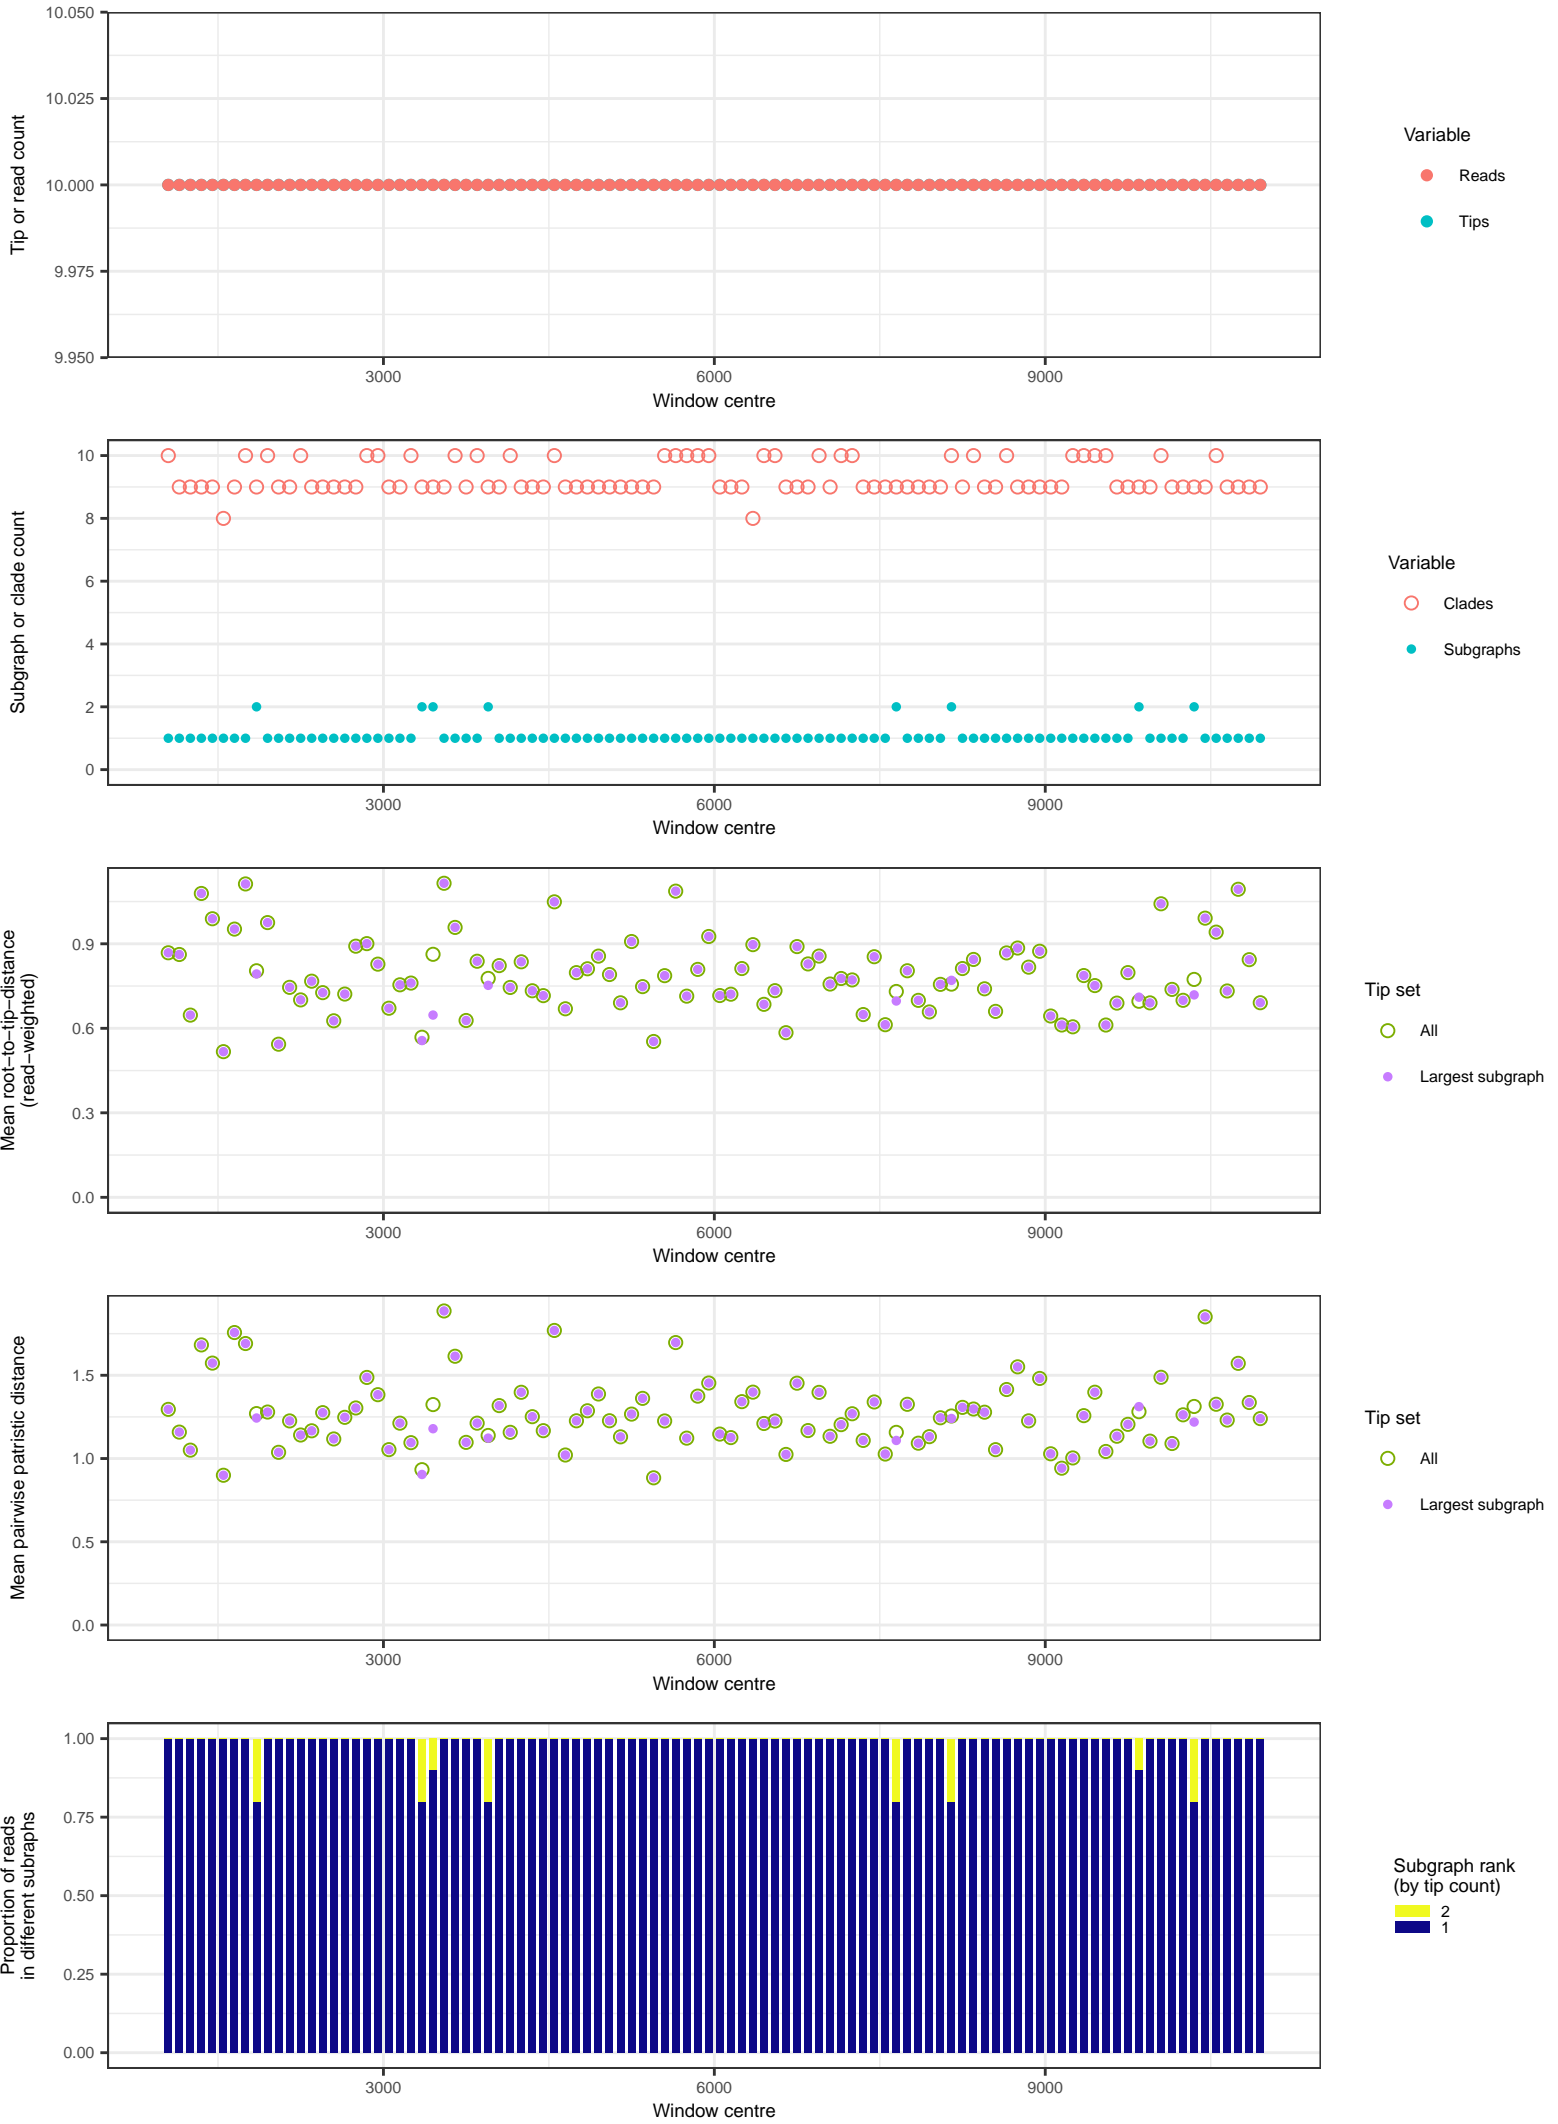 10.050
10.025
10.000
9.975
9.950
Tip or read count
3000
6000
9000
Window centre
Variable
Reads
Tips
10
8
6
4
2
0
Subgraph or clade count
3000
6000
9000
Window centre
Variable
Clades
Subgraphs
0.9
0.6
0.3
0.0
Mean root−to−tip−distance
(read−weighted)
3000
6000
9000
Window centre
Tip set
All
Largest subgraph
1.5
1.0
0.5
0.0
Mean pairwise patristic distance
3000
6000
9000
Window centre
Tip set
All
Largest subgraph
1.00
0.75
0.50
0.25
0.00
Proportion of reads
in different subraphs
3000
6000
9000
Window centre
Subgraph rank
(by tip count)
2
1